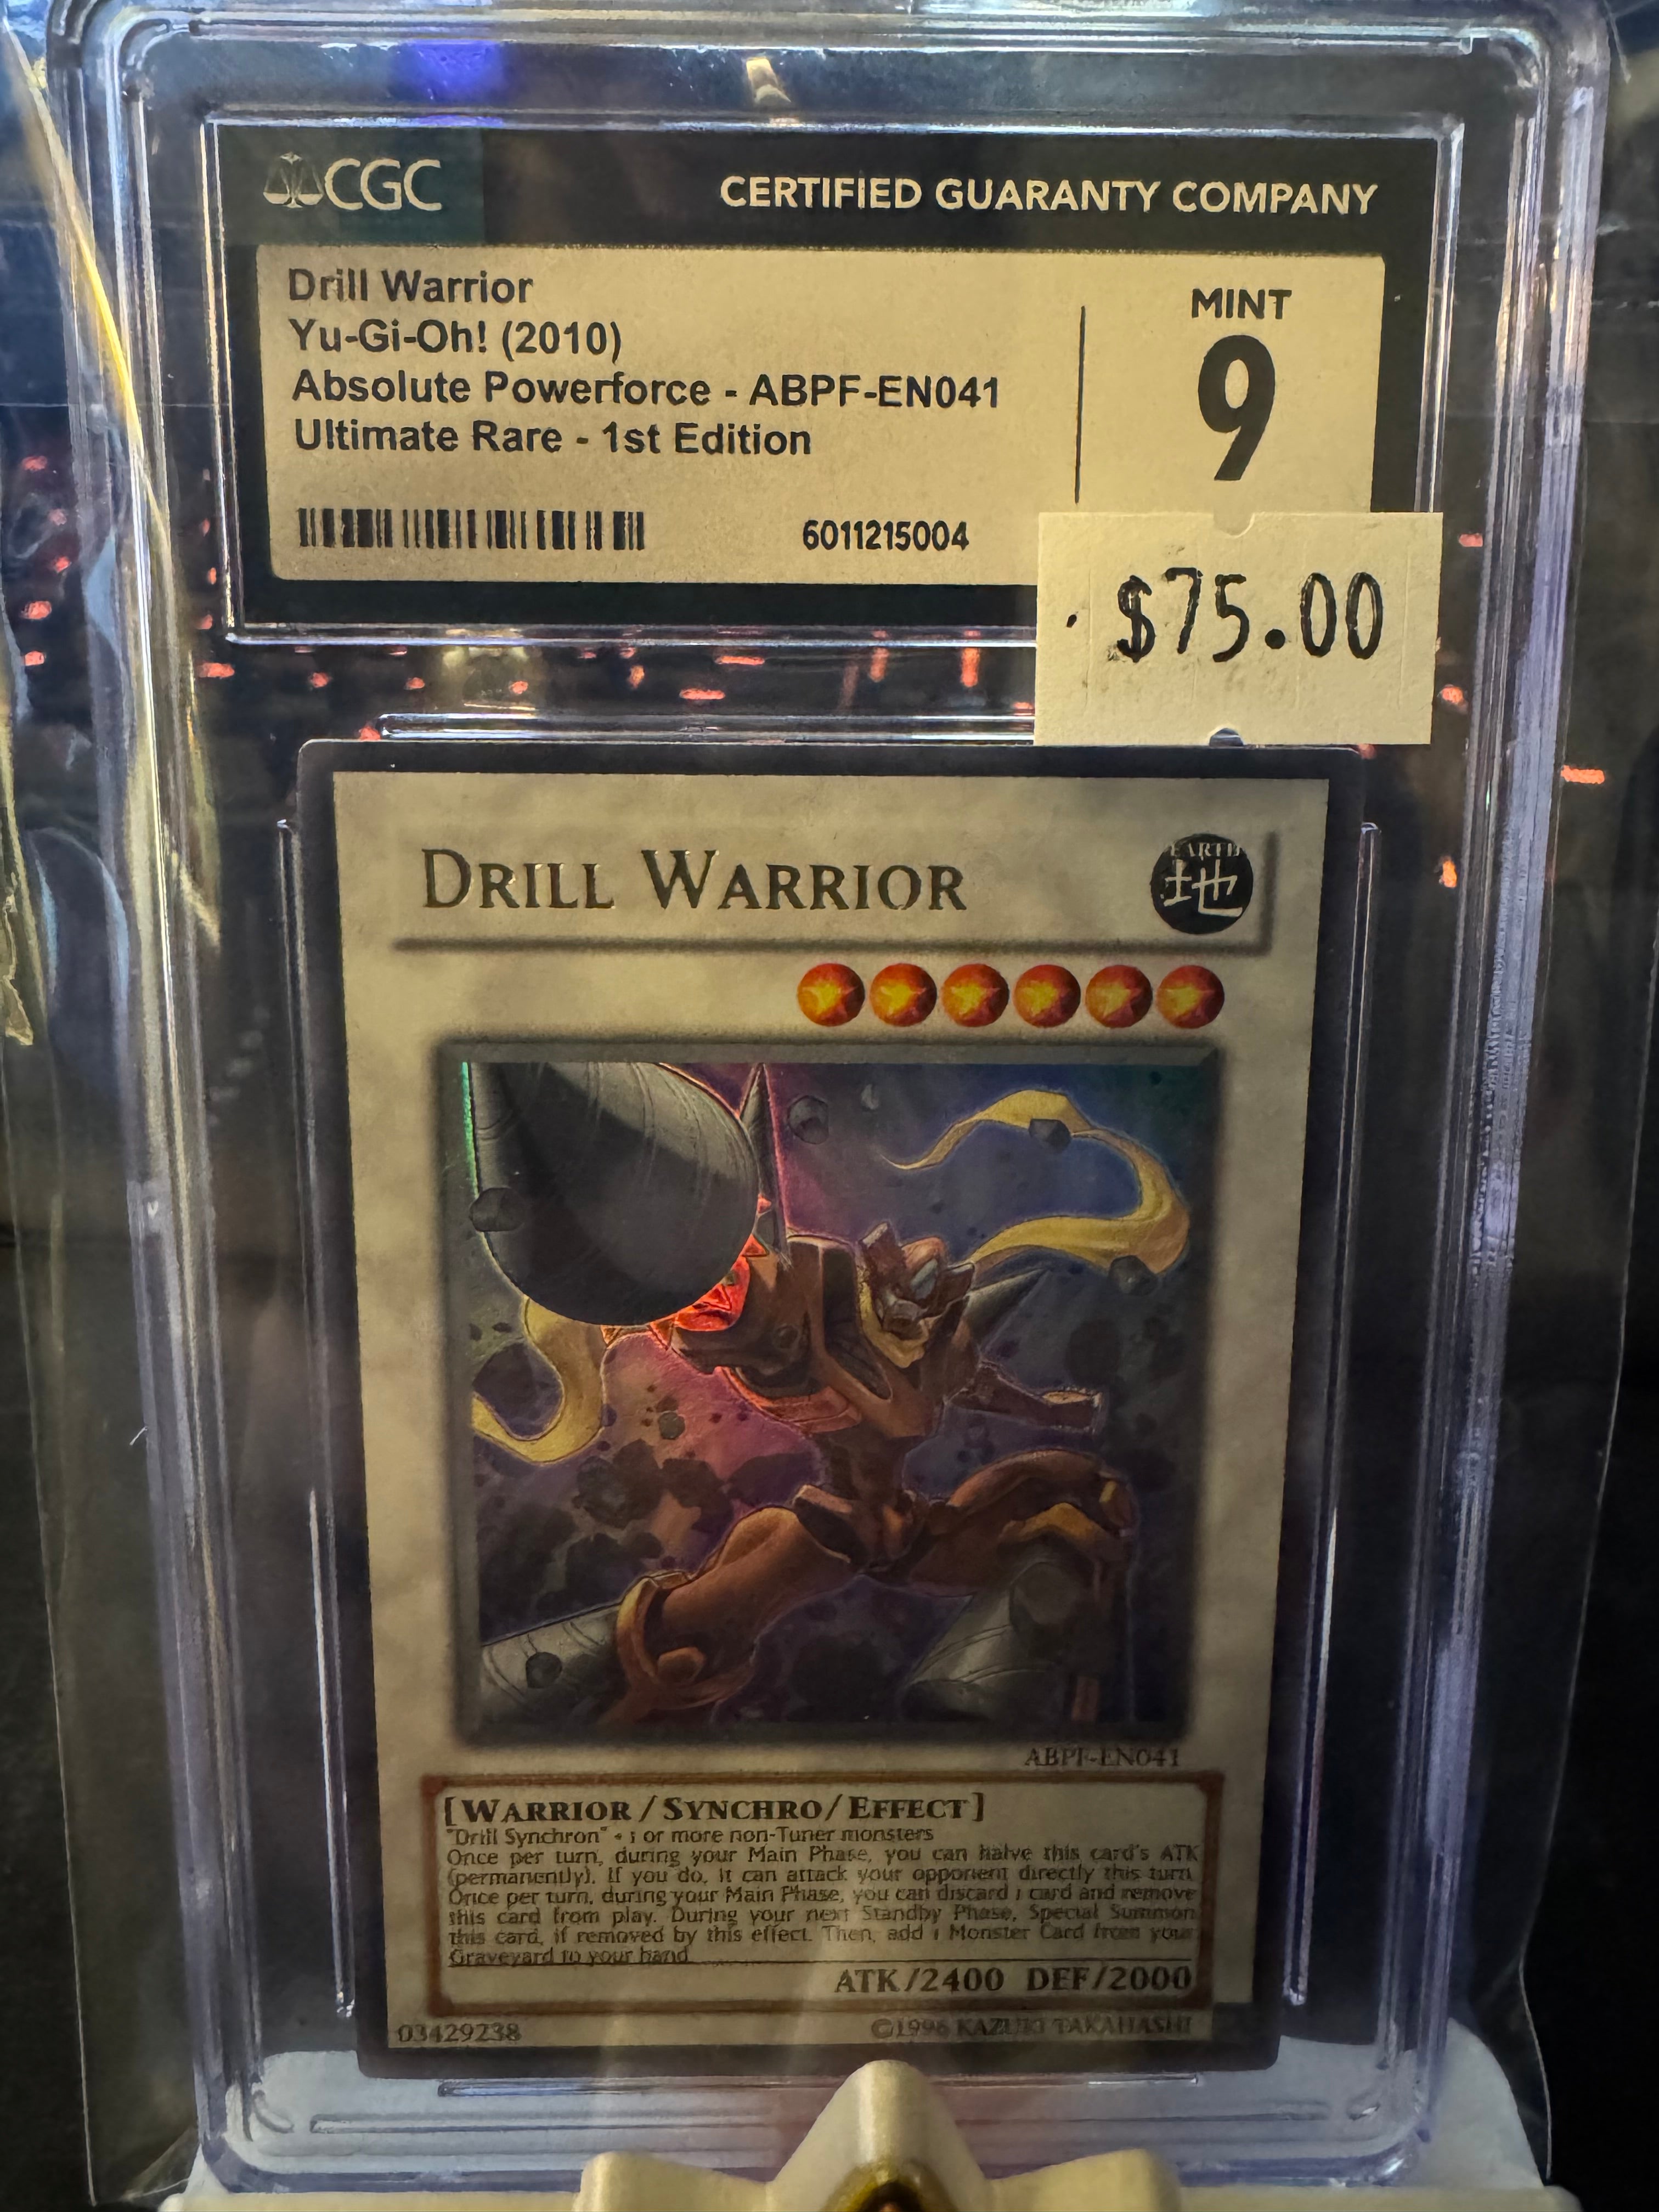 CGC
CERTIFIED GUARANTY COMPANY
Drill Warrior
Yu-Gi-Oh! (2010)
Absolute Powerforce - ABPF-EN041
Ultimate Rare - 1st Edition
6011215004
MINT
9
$75.00
DRILL WARRIOR
EARTH
地
ABPF-EN041
[WARRIOR/SYNCHRO/EFFECT]
"Drill Synchron" + 1 or more non-Tuner monsters
Once per turn, during your Main Phase, you can halve this card's ATK
(permanently). If you do, it can attack your opponent directly this turn.
Once per turn, during your Main Phase, you can discard 1 card and remove
this card from play. During your next Standby Phase, Special Summon
this card, if removed by this effect. Then, add 1 Monster Card from your
Graveyard to your hand.
ATK/2400 DEF/2000
03429238
©1996 KAZUKI TAKAHASHI